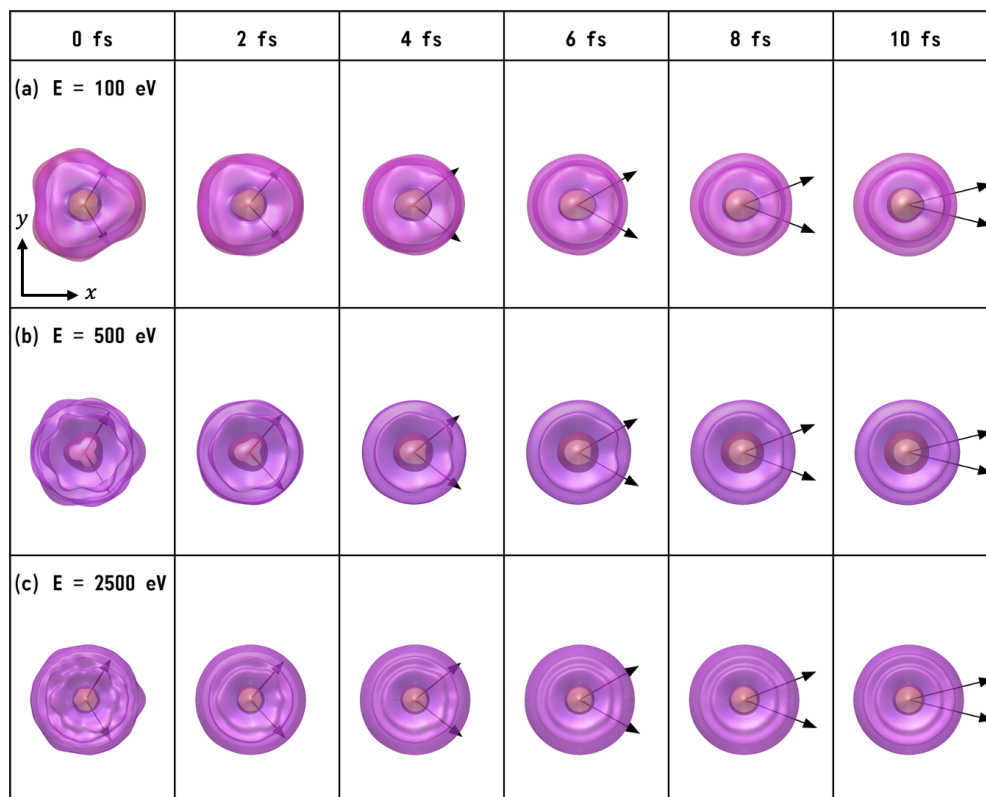 0 fs 2 fs 4 fs 6 fs 8 fs 10 fs
(a) E = 100 eV
y
x
(b) E = 500 eV
(c) E = 2500 eV